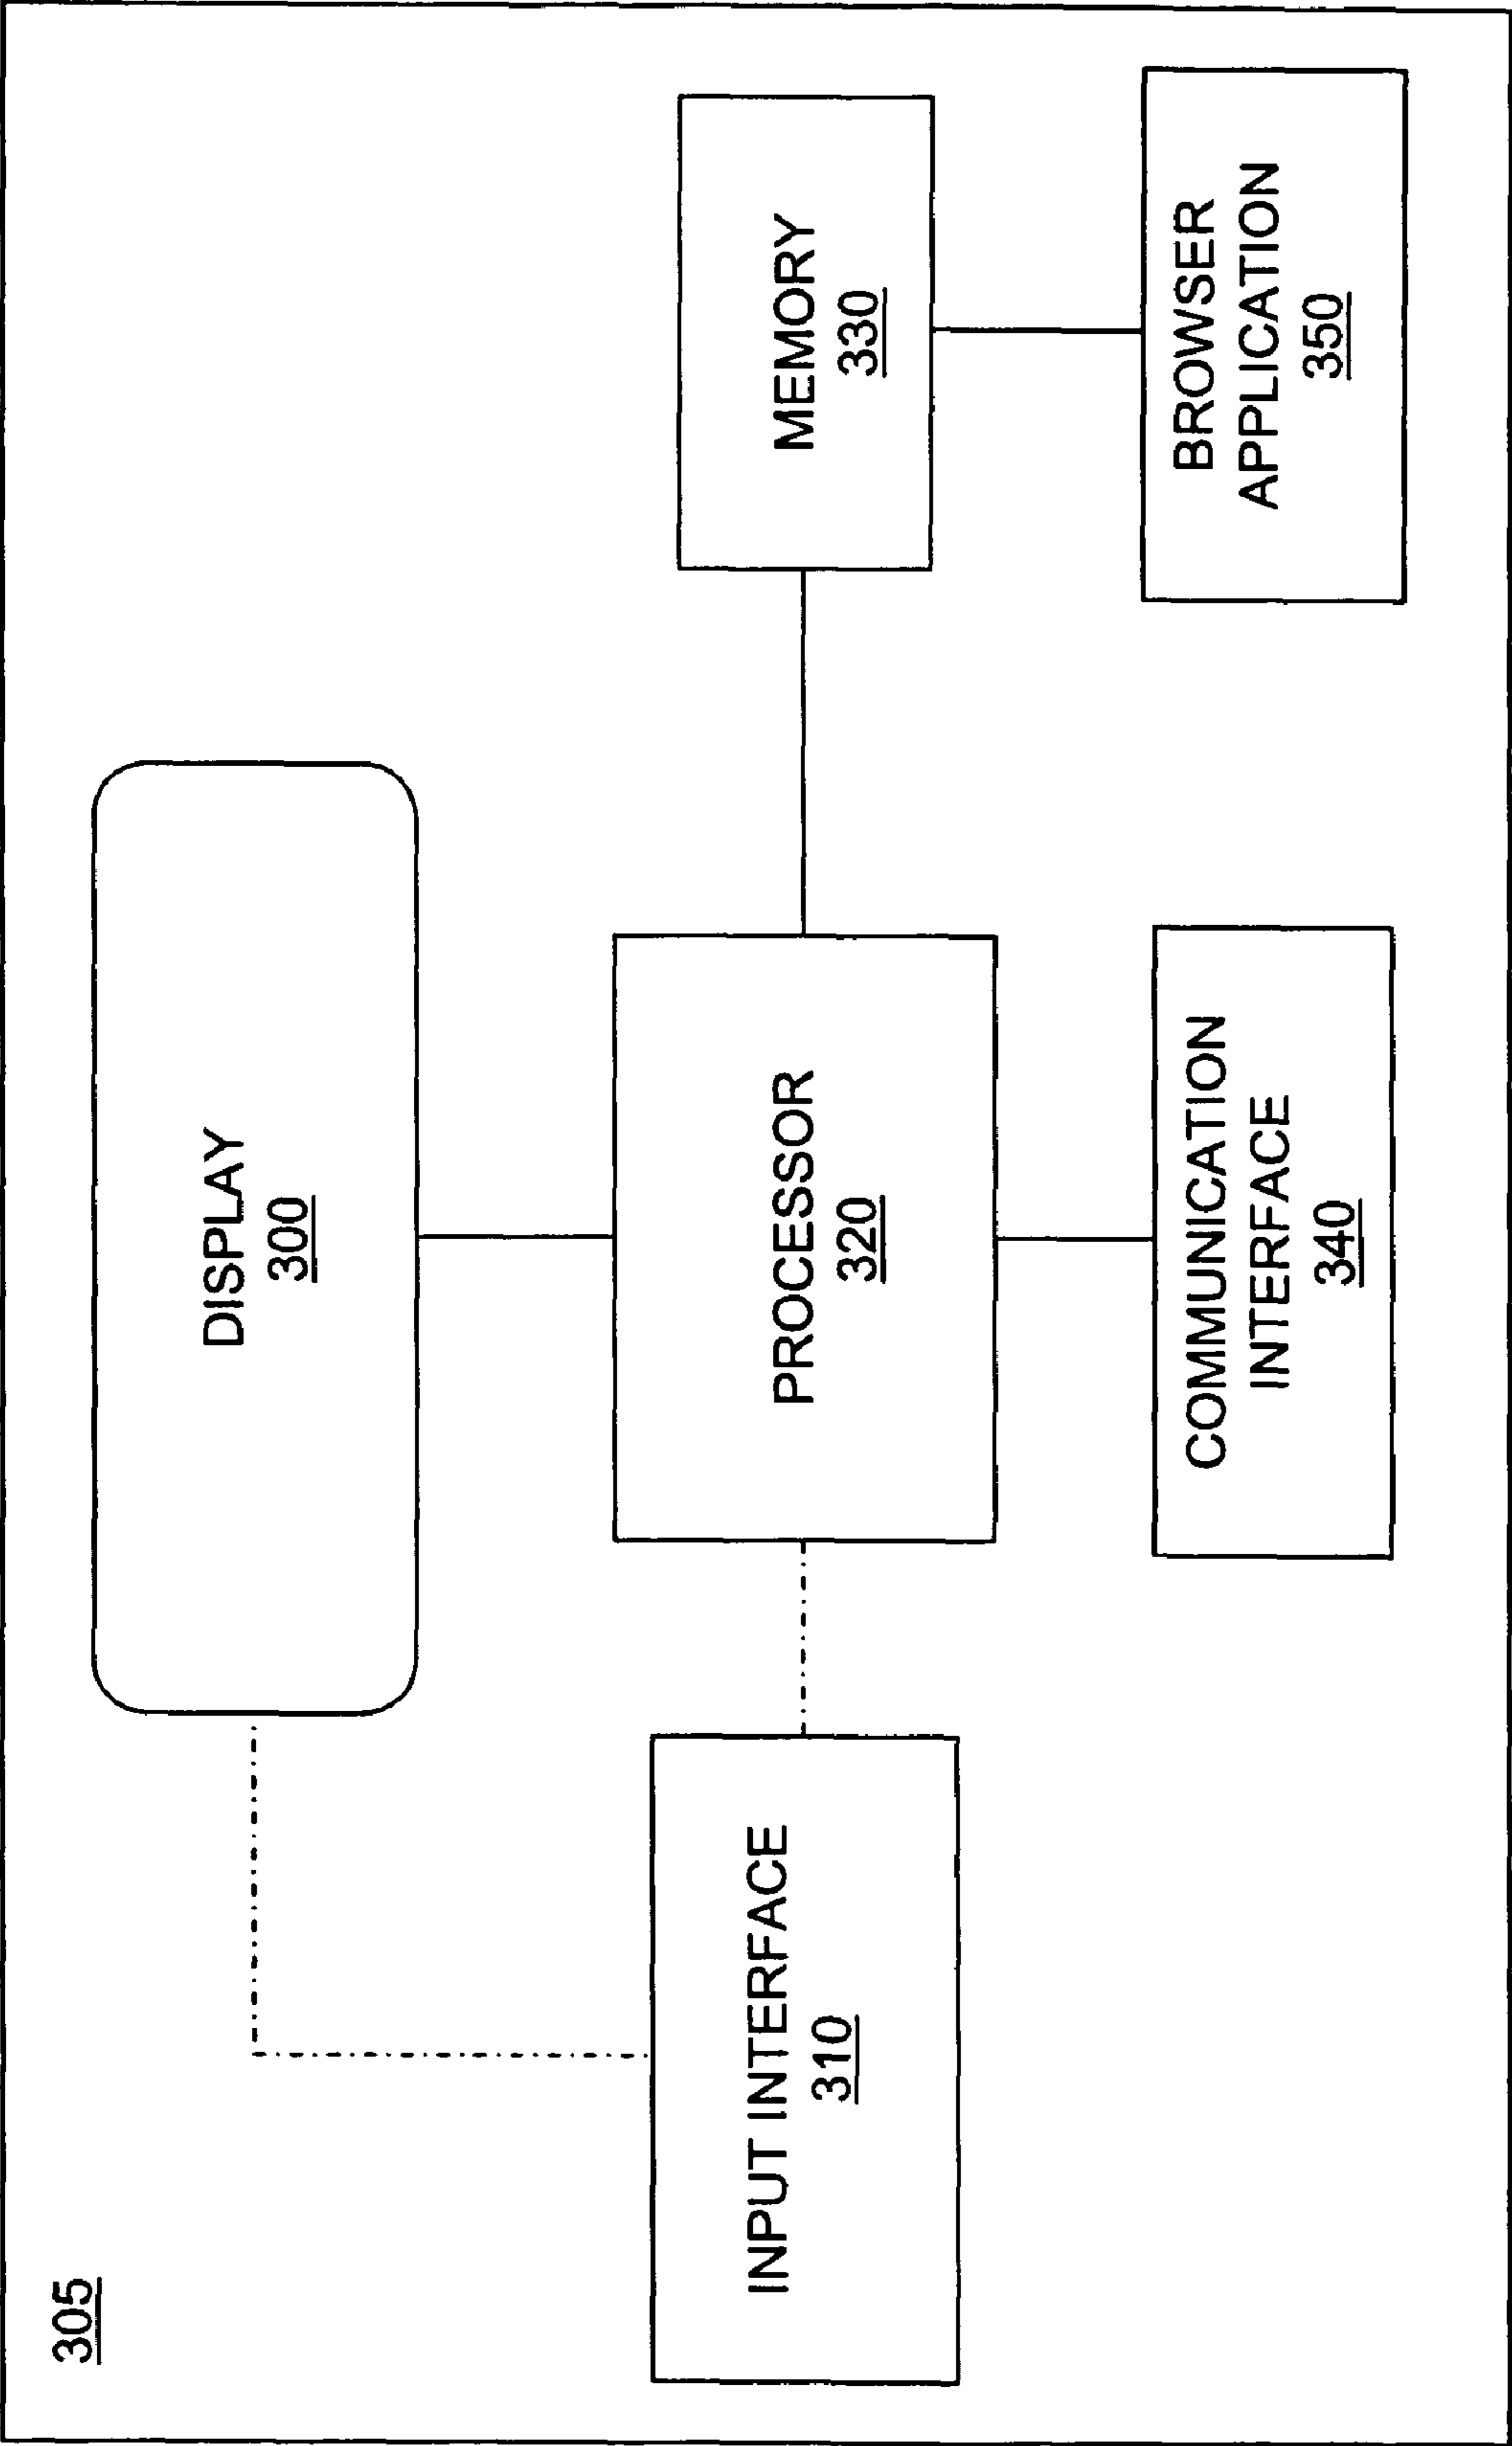 305
DISPLAY
300
INPUT INTERFACE
310
PROCESSOR
320
MEMORY
330
COMMUNICATION
INTERFACE
340
BROWSER
APPLICATION
350